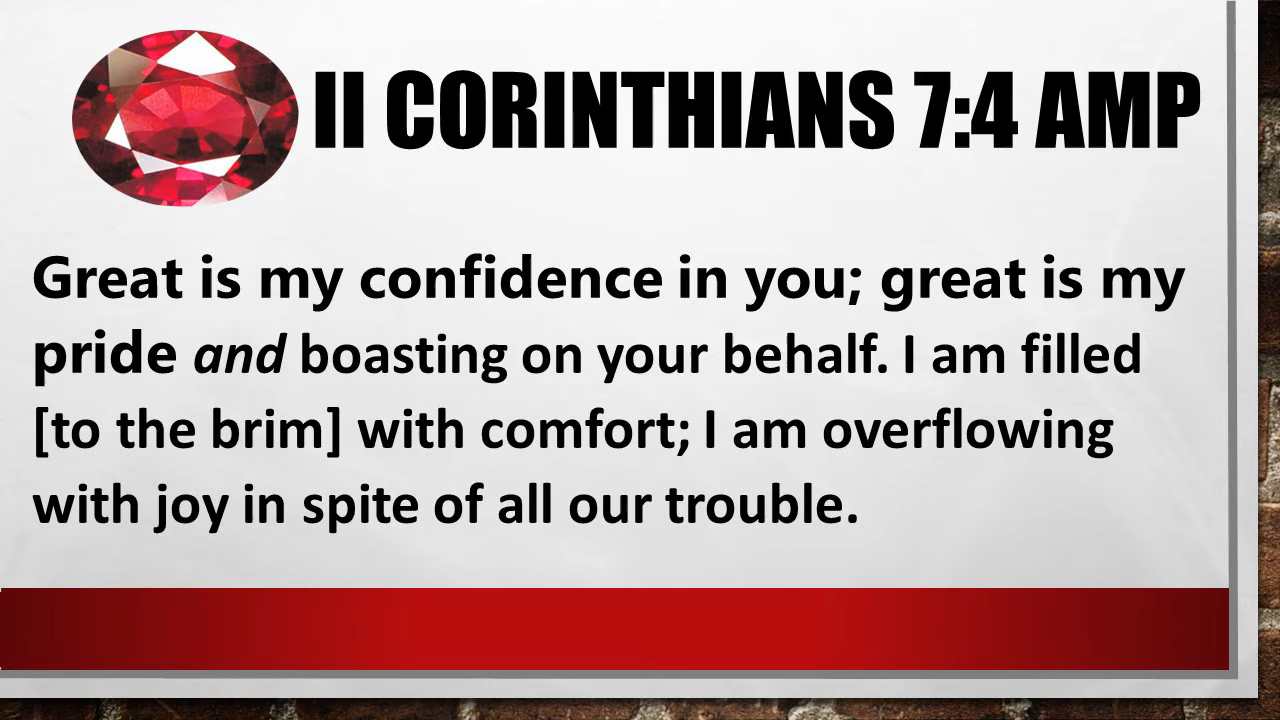 II CORINTHIANS 7:4 AMP
Great is my confidence in you; great is my
pride and boasting on your behalf. I am filled
[to the brim] with comfort; I am overflowing
with joy in spite of all our trouble.